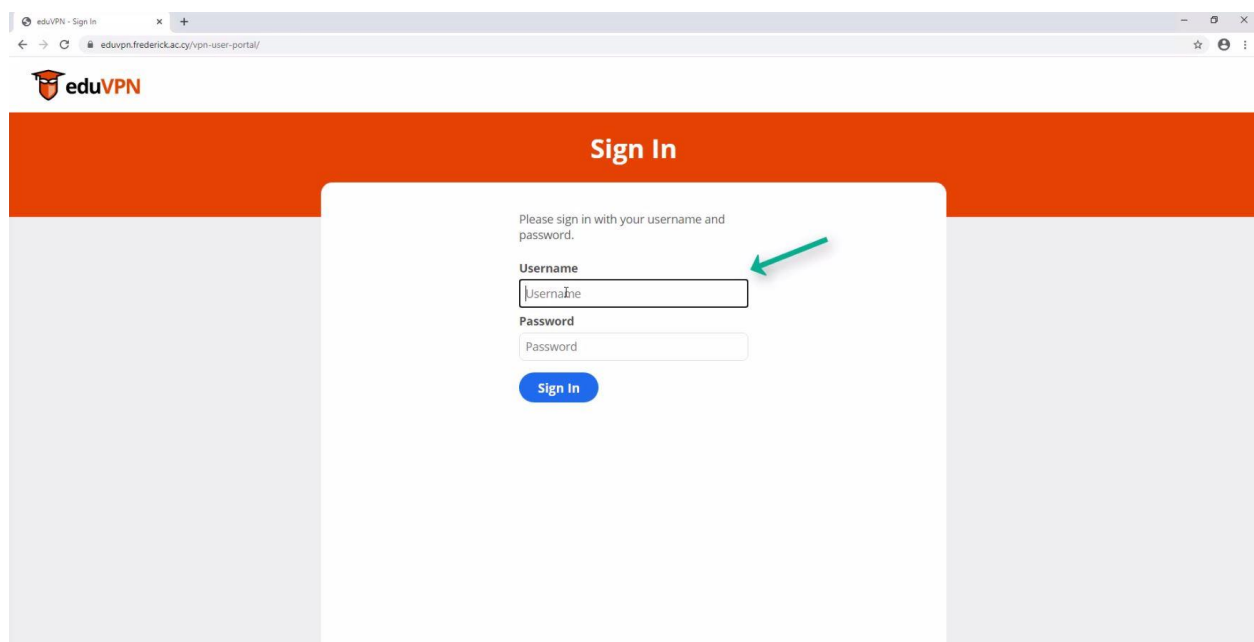 eduVPN - Sign In
eduvpn.frederick.ac.cy/vpn-user-portal/
eduVPN
Sign In
Please sign in with your username and
password.
Username
Username
Password
Password
Sign In